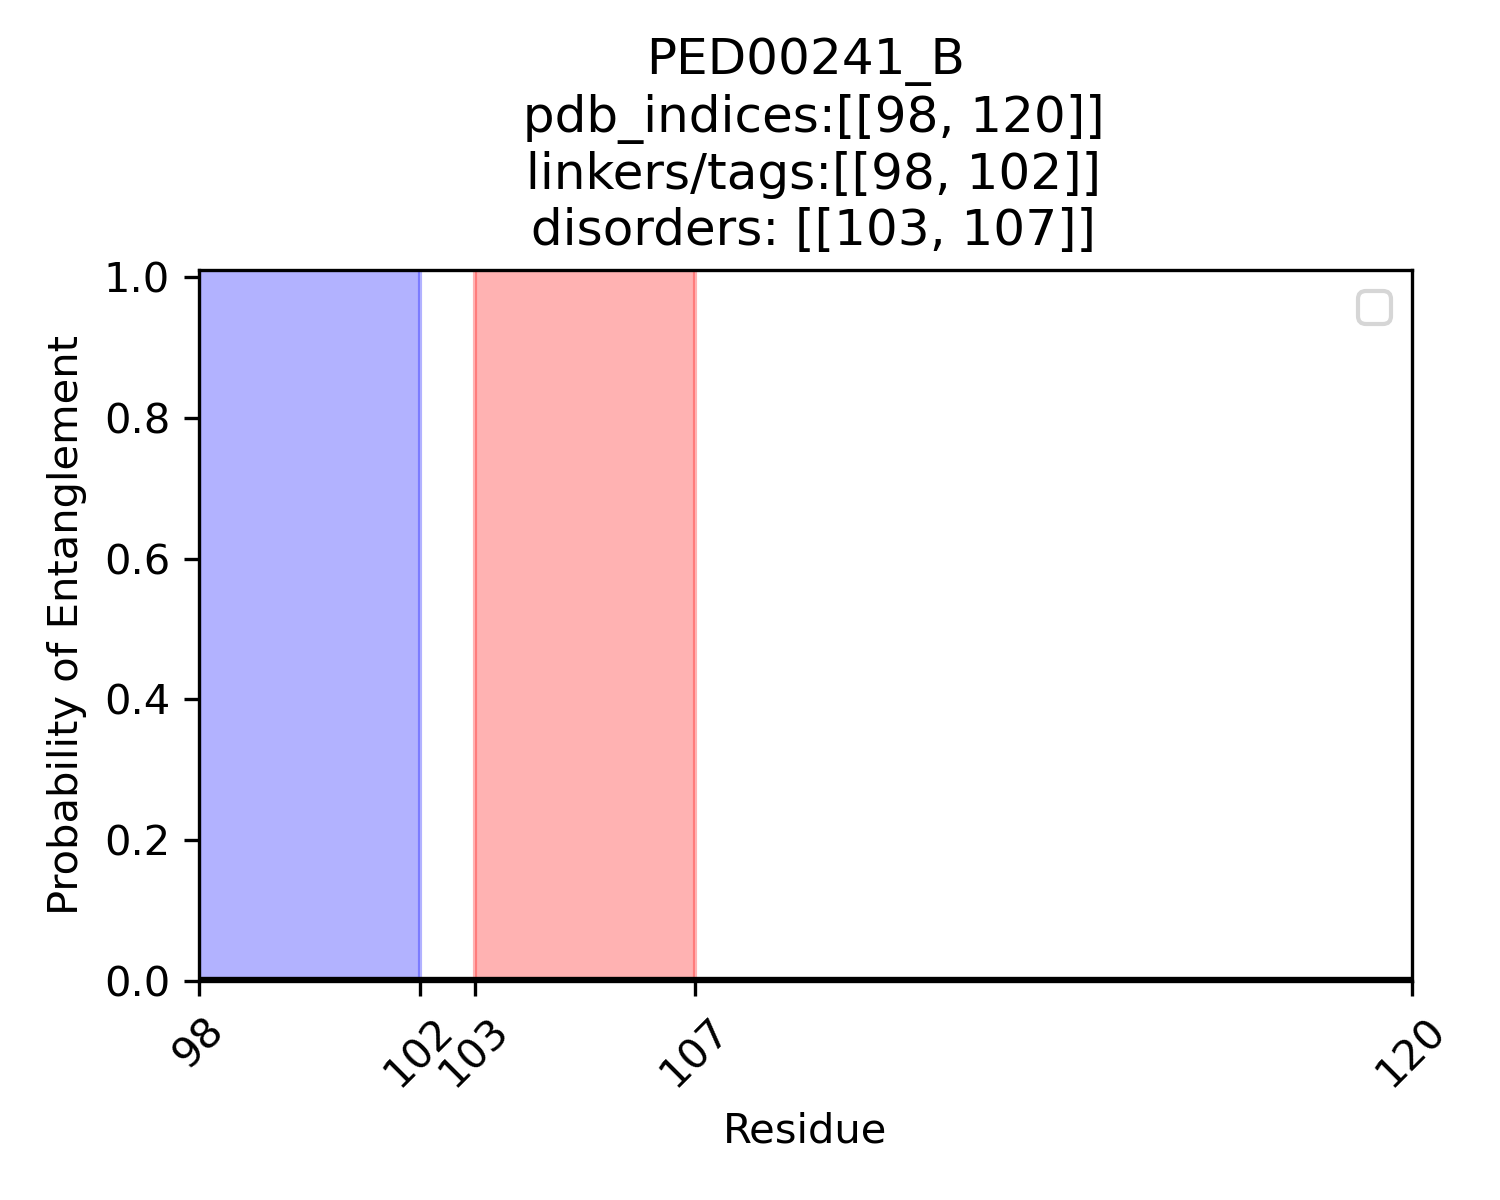 PED00241_B
pdb_indices:[[98, 120]]
linkers/tags:[[98, 102]]
disorders: [[103, 107]]
1.0
0.8
0.6
0.4
0.2
0.0
Probability of Entanglement
98
102
103
107
120
Residue